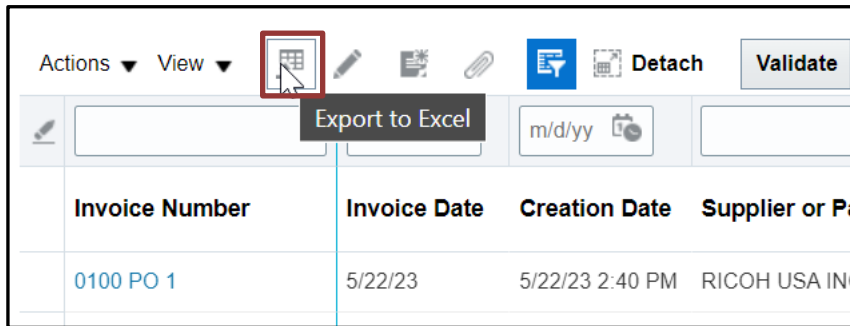 Actions View Detach Validate
Export to Excel
m/d/yy
Invoice Number Invoice Date Creation Date Supplier or Pa
0100 PO 1 5/22/23 5/22/23 2:40 PM RICOH USA IN